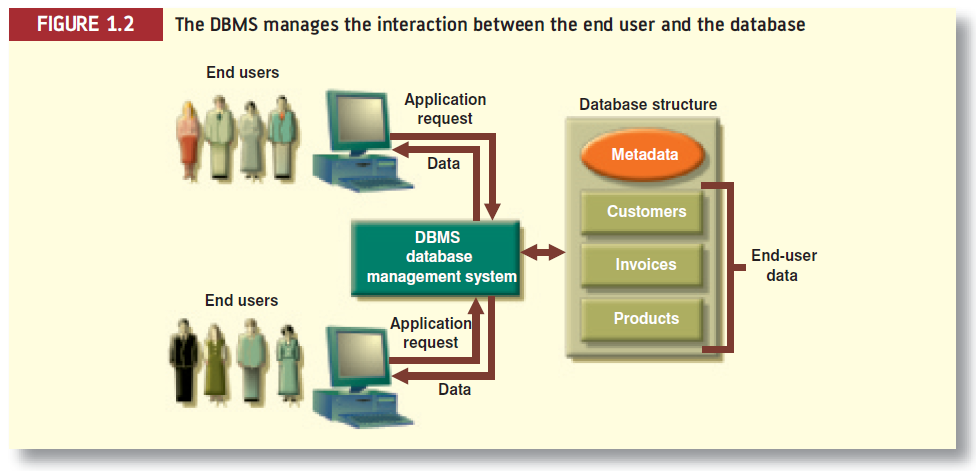 FIGURE 1.2
The DBMS manages the interaction between the end user and the database
End users
Application
request
Data
Database structure
Metadata
Customers
Invoices
Products
End-user
data
DBMS
database
management system
End users
Application
request
Data